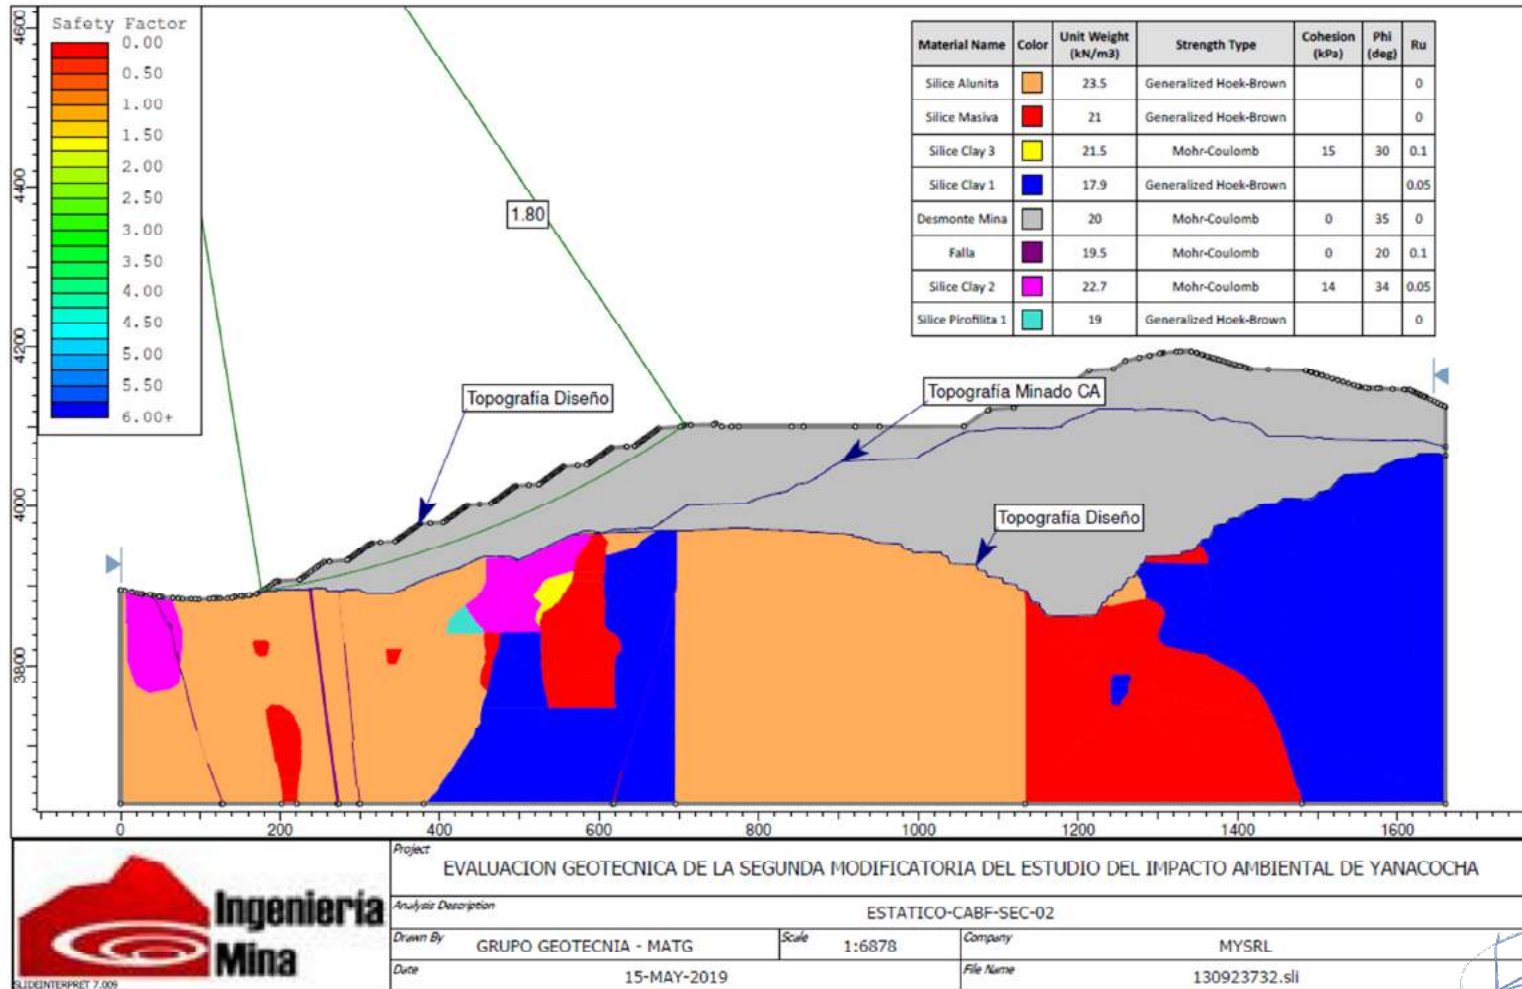 Safety Factor
0.00
0.50
1.00
1.50
2.00
2.50
3.00
3.50
4.00
4.50
5.00
5.50
6.00+
Material Name Color Unit Weight (kN/m3) Strength Type Cohesion (kPa) Phi (deg) Ru
Silice Alunita 23.5 Generalized Hoek-Brown 0
Silice Masiva 21 Generalized Hoek-Brown 0
Silice Clay 3 21.5 Mohr-Coulomb 15 30 0.1
Silice Clay 1 17.9 Generalized Hoek-Brown 0.05
Desmonte Mina 20 Mohr-Coulomb 0 35 0
Falla 19.5 Mohr-Coulomb 0 20 0.1
Silice Clay 2 22.7 Mohr-Coulomb 14 34 0.05
Silice Pirofilita 1 19 Generalized Hoek-Brown 0
4600
4400
4200
4000
3800
1.80
Topografía Diseño
Topografía Minado CA
Topografía Diseño
0 200 400 600 800 1000 1200 1400 1600
Ingenieria
Mina
SLIDEINTERPRET 7.009
Project
EVALUACION GEOTECNICA DE LA SEGUNDA MODIFICATORIA DEL ESTUDIO DEL IMPACTO AMBIENTAL DE YANACOCHA
Analysis Description
ESTATICO-CABF-SEC-02
Drawn By GRUPO GEOTECNIA - MATG Scale 1:6878 Company MYSRL
Date 15-MAY-2019 File Name 130923732.sli